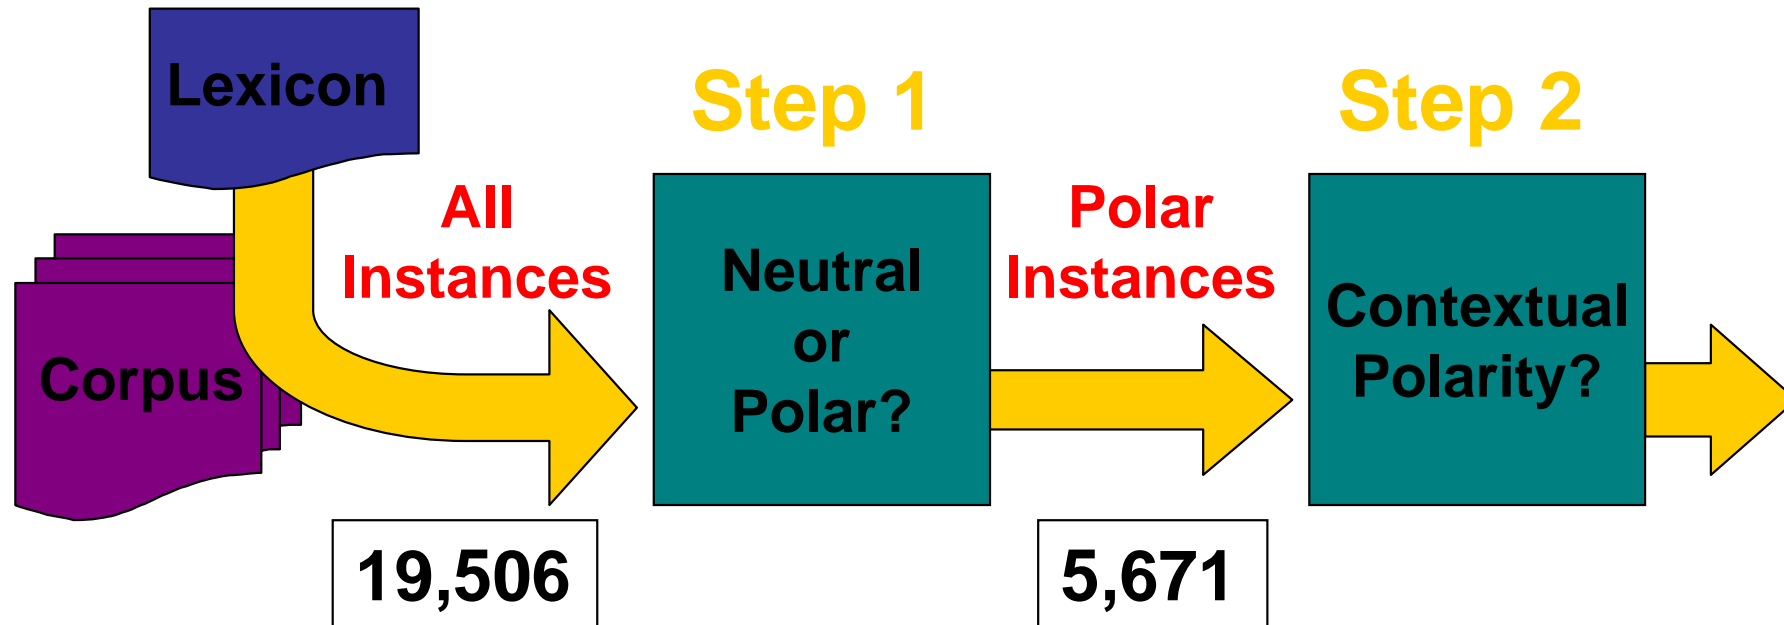 Lexicon
Corpus
All
Instances
19,506
Step 1
Neutral
or
Polar?
Polar
Instances
5,671
Step 2
Contextual
Polarity?